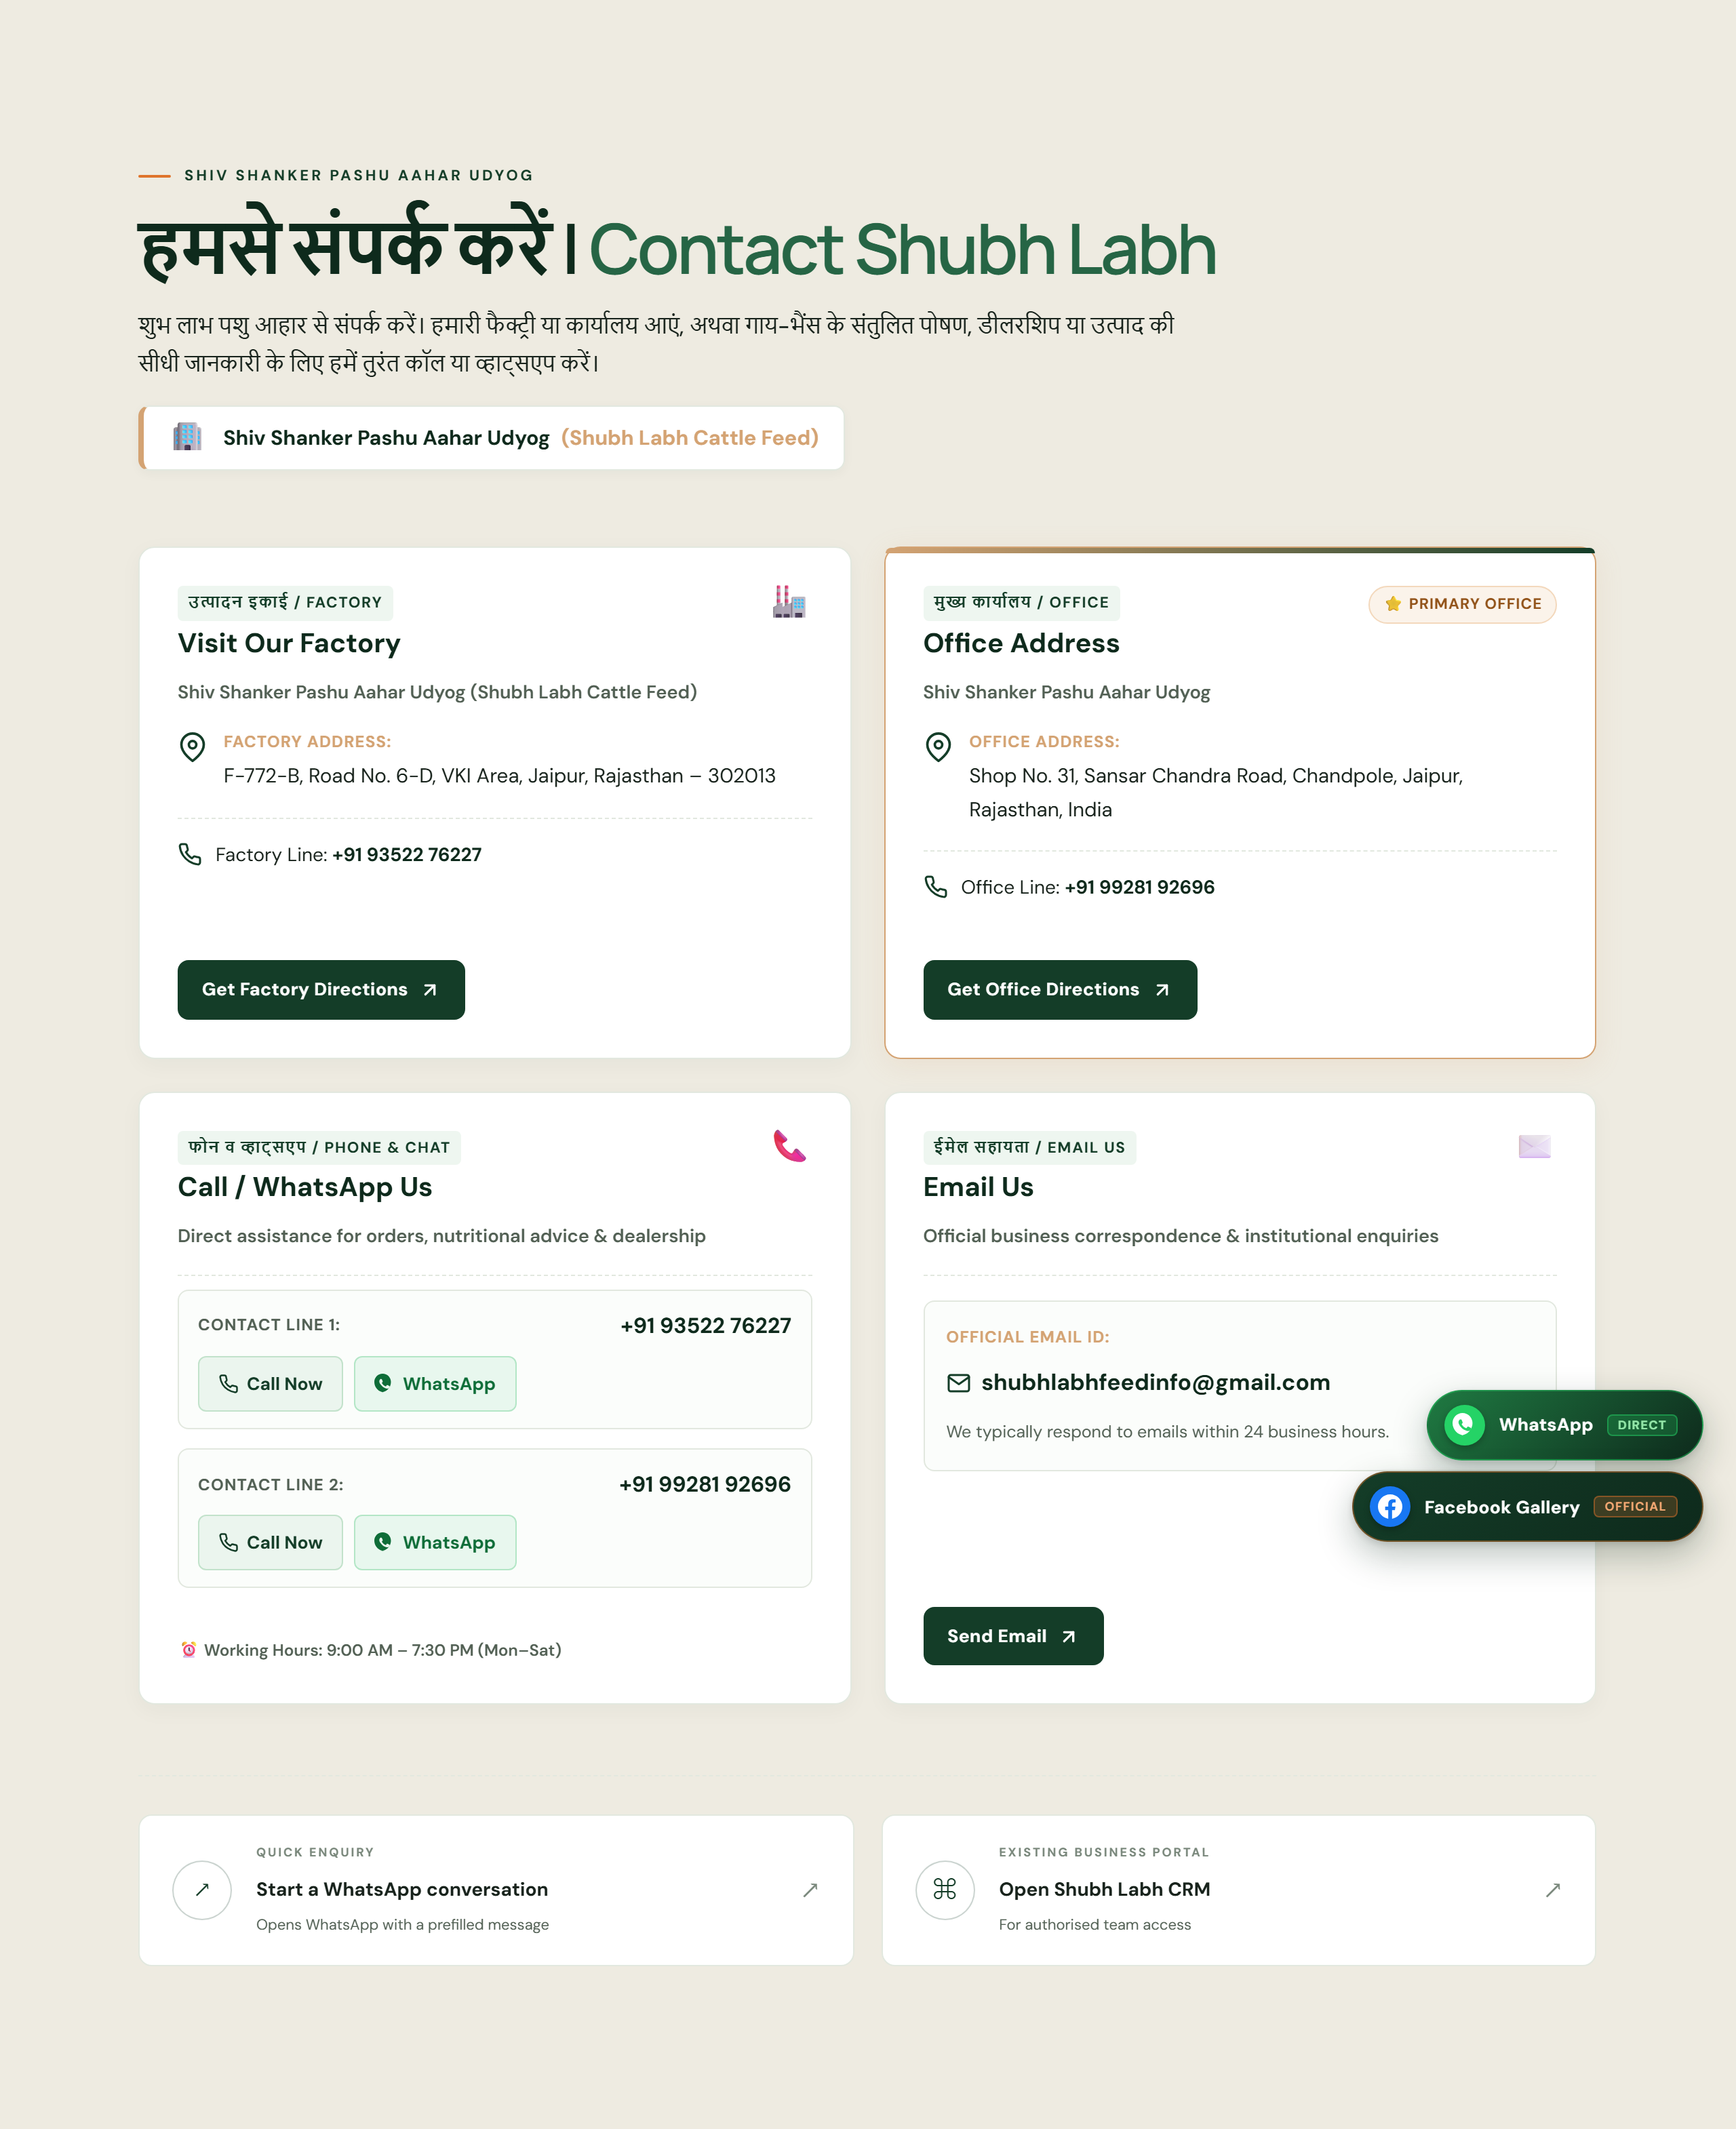 SHIV SHANKER PASHU AAHAR UDYOG
हमसे संपर्क करें | Contact Shubh Labh
शुभ लाभ पशु आहार से संपर्क करें। हमारी फैक्ट्री या कार्यालय आएं, अथवा गाय-भैंस के संतुलित पोषण, डीलरशिप या उत्पाद की
सीधी जानकारी के लिए हमें तुरंत कॉल या व्हाट्सएप करें।
Shiv Shanker Pashu Aahar Udyog (Shubh Labh Cattle Feed)
उत्पादन इकाई / FACTORY
Visit Our Factory
Shiv Shanker Pashu Aahar Udyog (Shubh Labh Cattle Feed)
FACTORY ADDRESS:
F-772-B, Road No. 6-D, VKI Area, Jaipur, Rajasthan – 302013
Factory Line: +91 93522 76227
Get Factory Directions
मुख्य कार्यालय / OFFICE
PRIMARY OFFICE
Office Address
Shiv Shanker Pashu Aahar Udyog
OFFICE ADDRESS:
Shop No. 31, Sansar Chandra Road, Chandpole, Jaipur,
Rajasthan, India
Office Line: +91 99281 92696
Get Office Directions
फोन व व्हाट्सएप / PHONE & CHAT
Call / WhatsApp Us
Direct assistance for orders, nutritional advice & dealership
CONTACT LINE 1: +91 93522 76227
Call Now WhatsApp
CONTACT LINE 2: +91 99281 92696
Call Now WhatsApp
Working Hours: 9:00 AM – 7:30 PM (Mon–Sat)
ईमेल सहायता / EMAIL US
Email Us
Official business correspondence & institutional enquiries
OFFICIAL EMAIL ID:
shubhlabhfeedinfo@gmail.com
We typically respond to emails within 24 business hours.
WhatsApp DIRECT
Facebook Gallery OFFICIAL
Send Email
QUICK ENQUIRY
Start a WhatsApp conversation
Opens WhatsApp with a prefilled message
EXISTING BUSINESS PORTAL
Open Shubh Labh CRM
For authorised team access